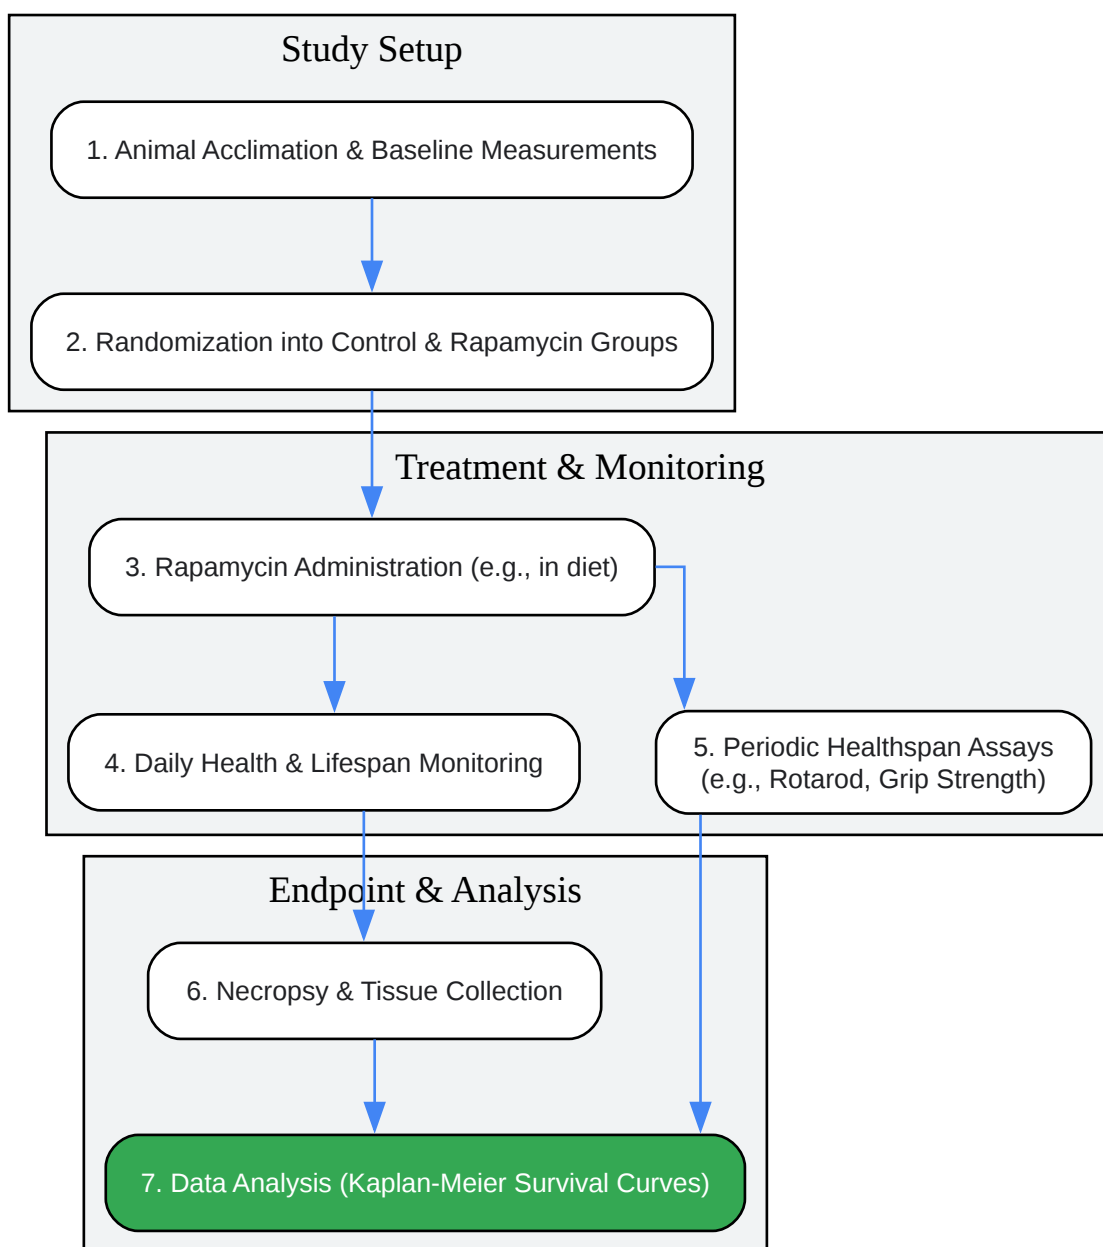 Study Setup
1. Animal Acclimation & Baseline Measurements
2. Randomization into Control & Rapamycin Groups
Treatment & Monitoring
3. Rapamycin Administration (e.g., in diet)
4. Daily Health & Lifespan Monitoring
5. Periodic Healthspan Assays
(e.g., Rotarod, Grip Strength)
Endpoint & Analysis
6. Necropsy & Tissue Collection
7. Data Analysis (Kaplan-Meier Survival Curves)